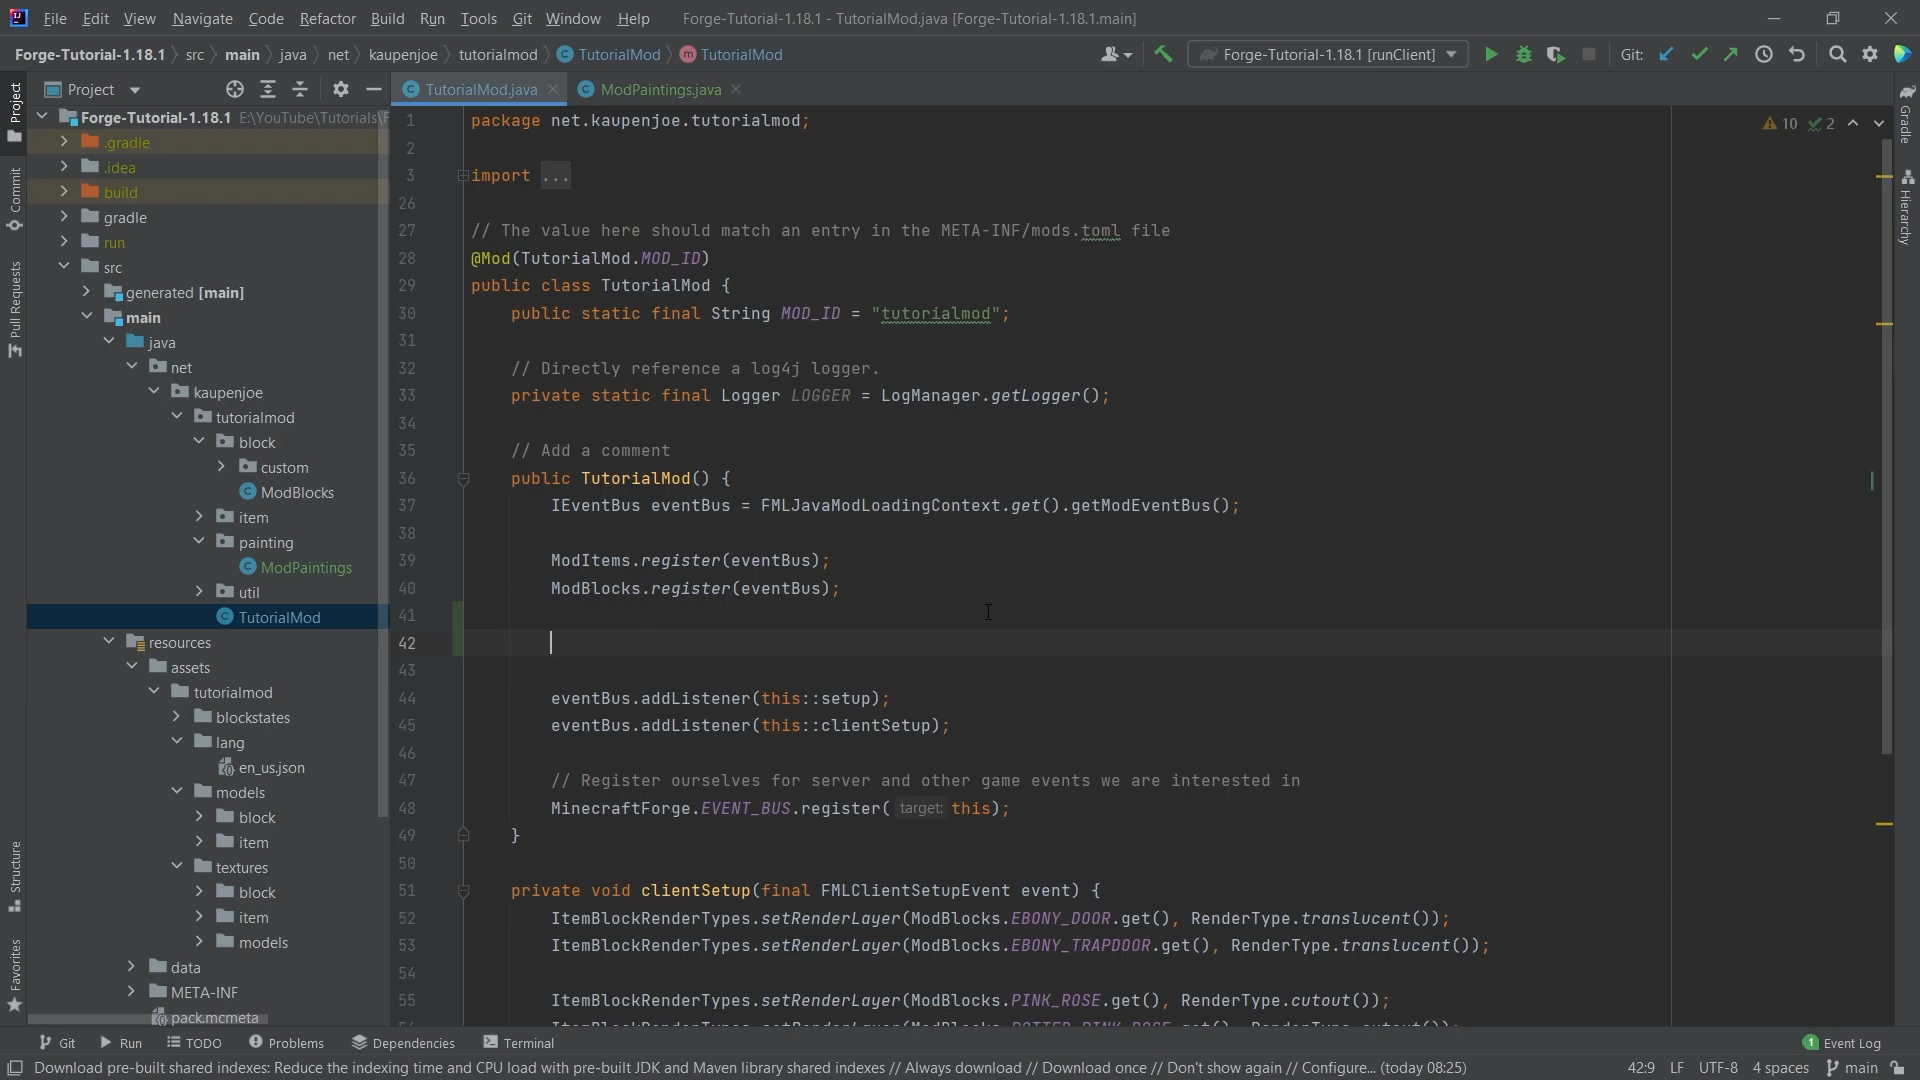 File Edit View Navigate Code Refactor Build Run Tools Git Window Help Forge-Tutorial-1.18.1 - TutorialMod.java [Forge-Tutorial-1.18.1.main]
Forge-Tutorial-1.18.1 src main java net kaupenjoe tutorialmod TutorialMod TutorialMod Forge-Tutorial-1.18.1 [runClient] Git:
Project TutorialMod.java ModPaintings.java
Project
Commit
Pull Requests
Structure
Favorites
Forge-Tutorial-1.18.1 E:\YouTube\Tutorials\F
.gradle
.idea
build
gradle
run
src
generated [main]
main
java
net
kaupenjoe
tutorialmod
block
custom
ModBlocks
item
painting
ModPaintings
util
TutorialMod
resources
assets
tutorialmod
blockstates
lang
en_us.json
models
block
item
textures
block
item
models
data
META-INF
pack.mcmeta
1 package net.kaupenjoe.tutorialmod;
2
3 import ...
26
27 // The value here should match an entry in the META-INF/mods.toml file
28 @Mod(TutorialMod.MOD_ID)
29 public class TutorialMod {
30 public static final String MOD_ID = "tutorialmod";
31
32 // Directly reference a log4j logger.
33 private static final Logger LOGGER = LogManager.getLogger();
34
35 // Add a comment
36 public TutorialMod() {
37 IEventBus eventBus = FMLJavaModLoadingContext.get().getModEventBus();
38
39 ModItems.register(eventBus);
40 ModBlocks.register(eventBus);
41
42
43
44 eventBus.addListener(this::setup);
45 eventBus.addListener(this::clientSetup);
46
47 // Register ourselves for server and other game events we are interested in
48 MinecraftForge.EVENT_BUS.register( target: this);
49 }
50
51 private void clientSetup(final FMLClientSetupEvent event) {
52 ItemBlockRenderTypes.setRenderLayer(ModBlocks.EBONY_DOOR.get(), RenderType.translucent());
53 ItemBlockRenderTypes.setRenderLayer(ModBlocks.EBONY_TRAPDOOR.get(), RenderType.translucent());
54
55 ItemBlockRenderTypes.setRenderLayer(ModBlocks.PINK_ROSE.get(), RenderType.cutout());
10 2
Gradle
Hierarchy
Git Run TODO Problems Dependencies Terminal 1 Event Log
Download pre-built shared indexes: Reduce the indexing time and CPU load with pre-built JDK and Maven library shared indexes // Always download // Download once // Don't show again // Configure... (today 08:25) 42:9 LF UTF-8 4 spaces main